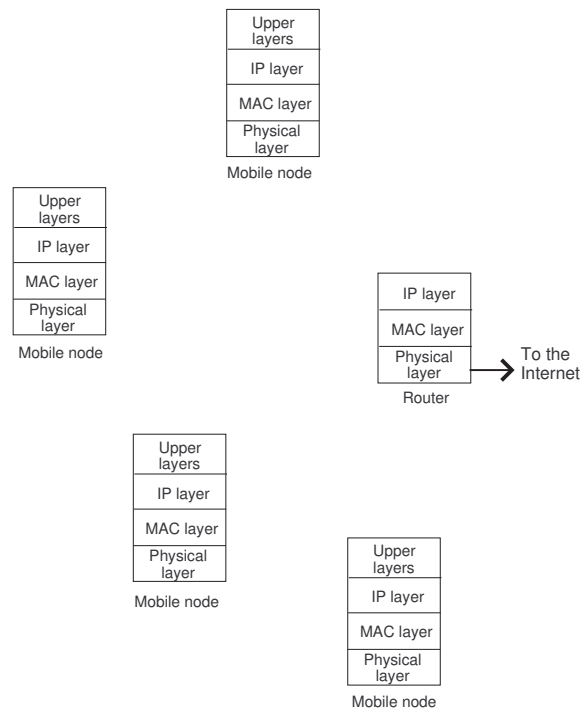 Upper
layers
IP layer
MAC layer
Physical
layer
Mobile node
Upper
layers
IP layer
MAC layer
Physical
layer
Mobile node
IP layer
MAC layer
Physical
layer
Router
To the
Internet
Upper
layers
IP layer
MAC layer
Physical
layer
Mobile node
Upper
layers
IP layer
MAC layer
Physical
layer
Mobile node